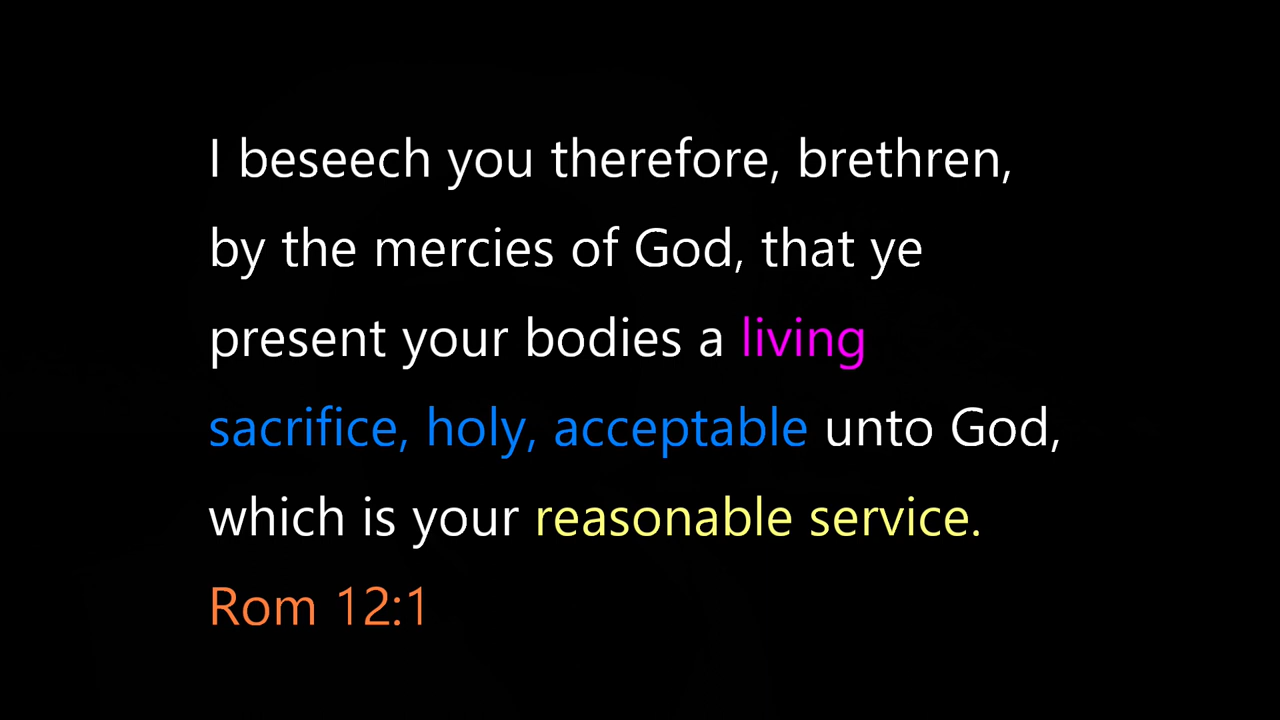 I beseech you therefore, brethren,
by the mercies of God, that ye
present your bodies a living
sacrifice, holy, acceptable unto God,
which is your reasonable service.
Rom 12:1